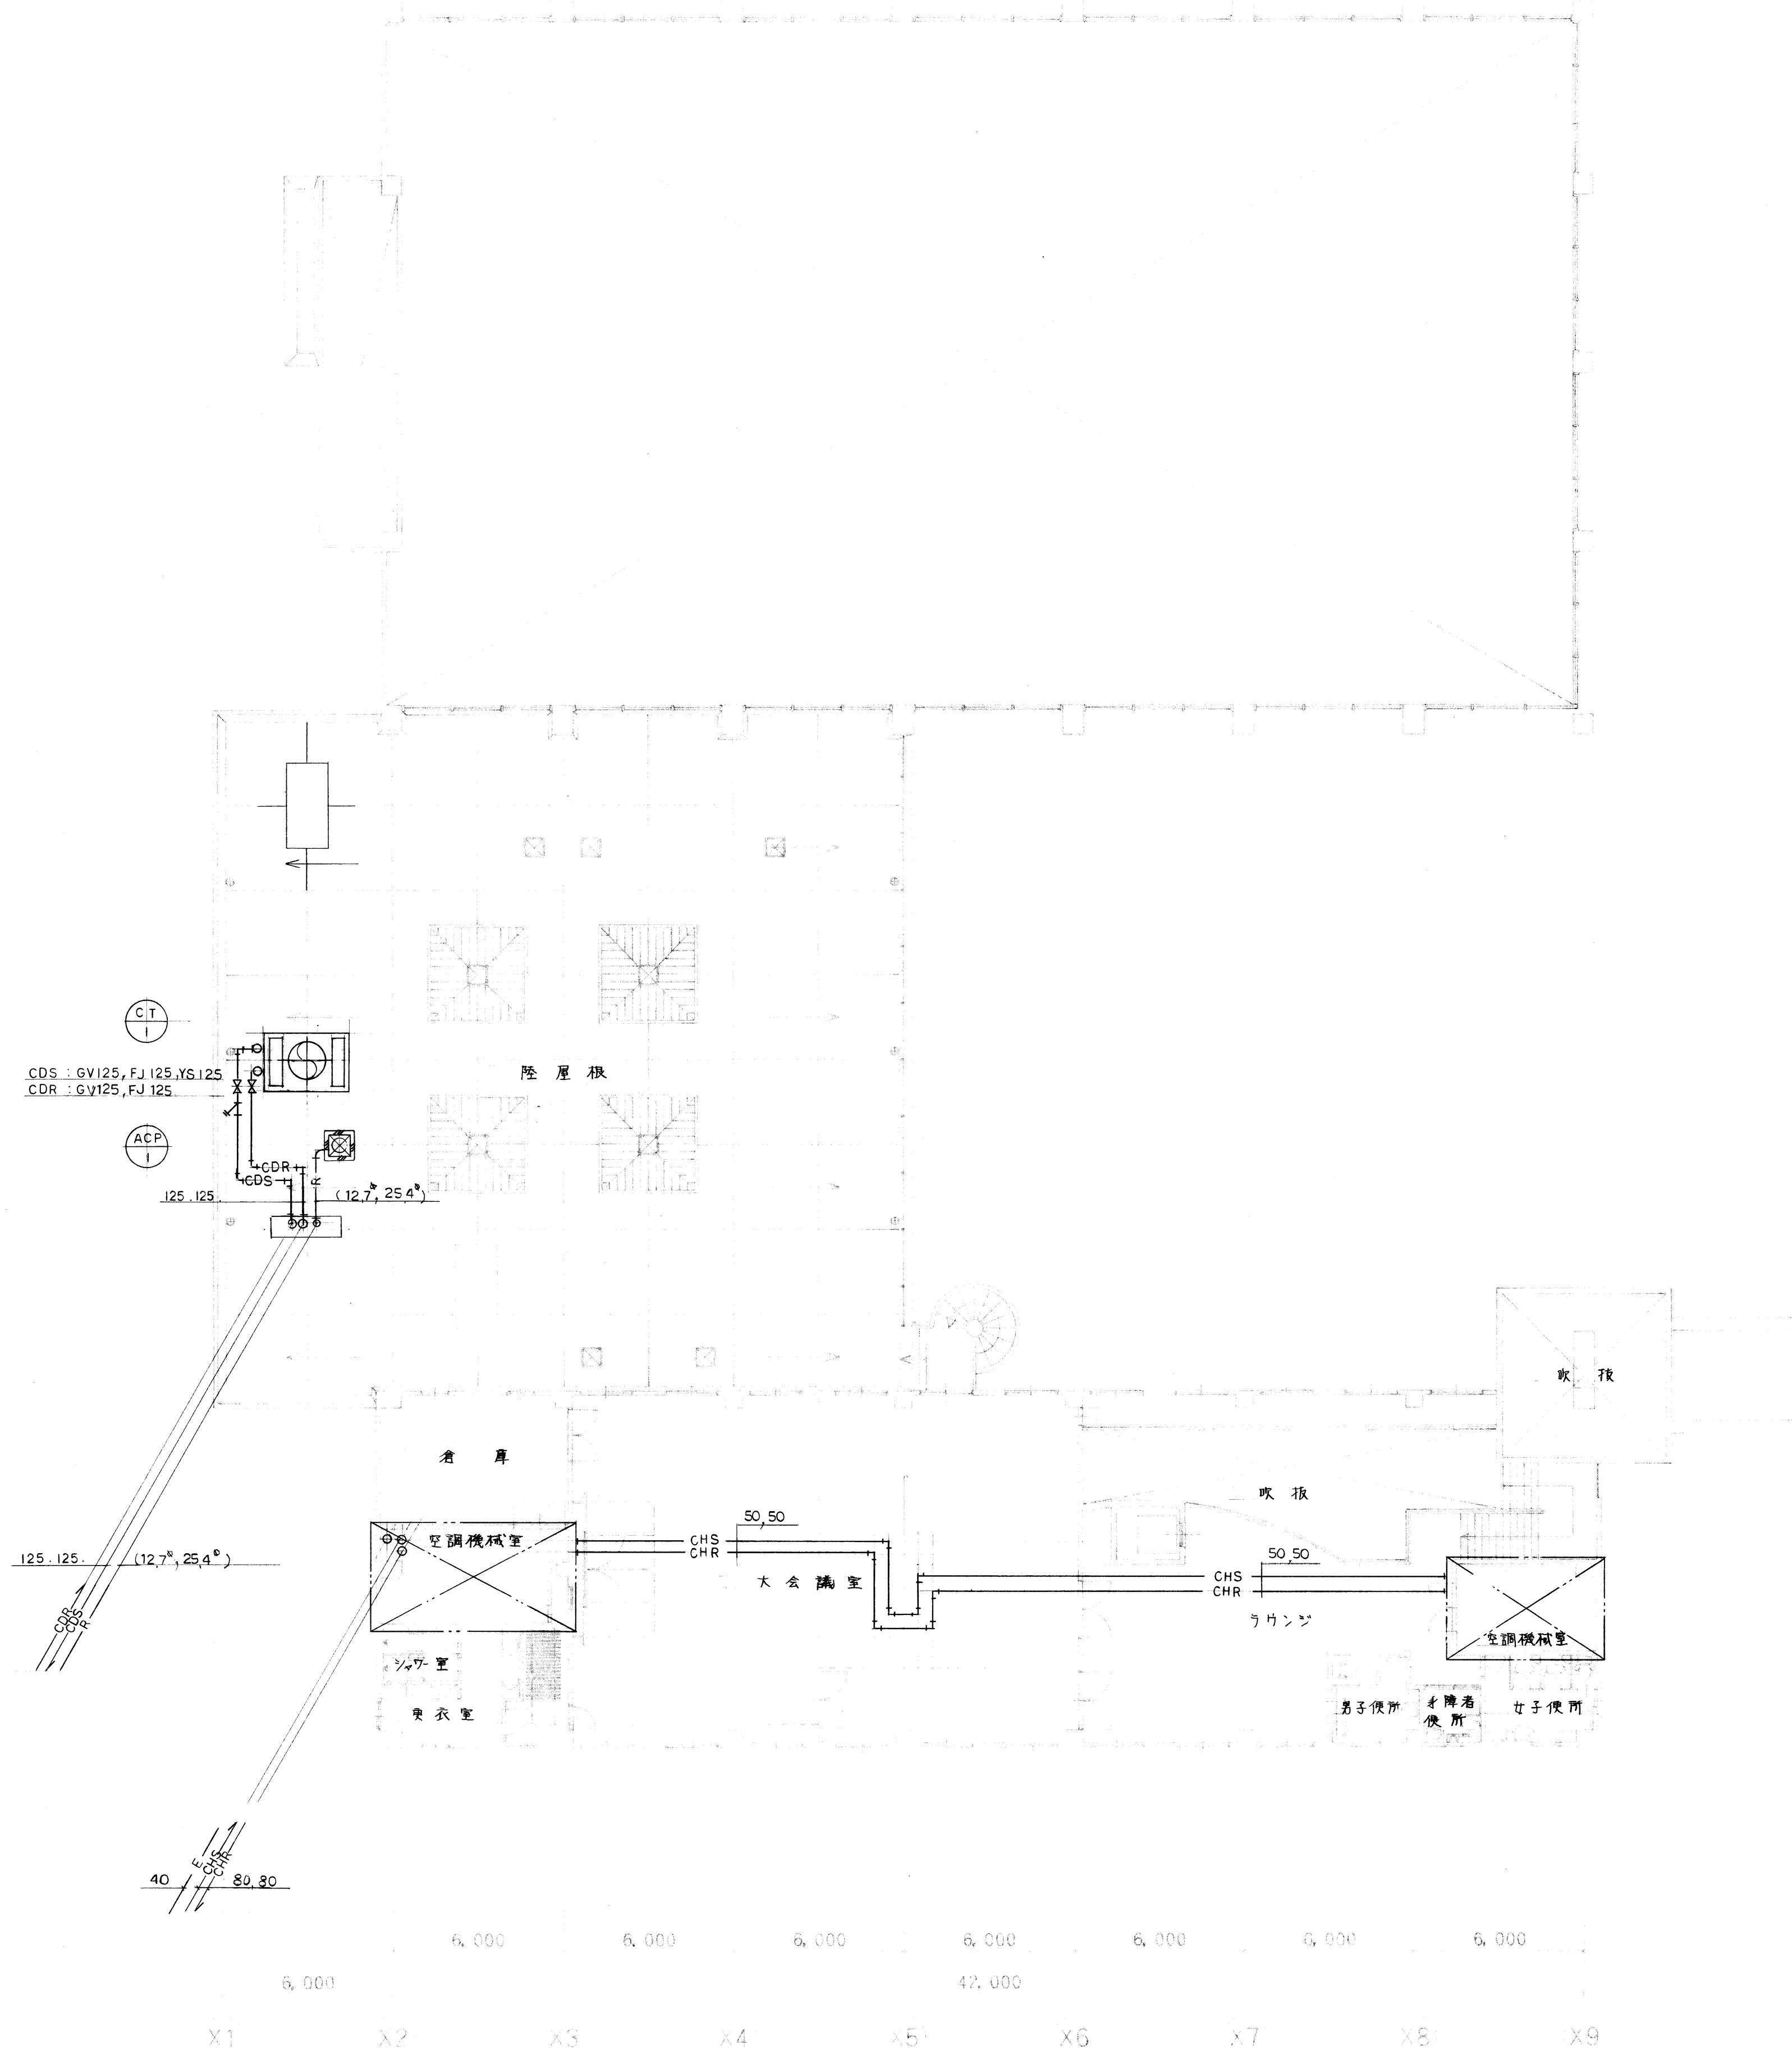 CT
1
CDS : GV125, FJ 125, YS125
CDR : GV125, FJ 125
陸屋根
ACP
1
CDR
CDS
R
125. 125.
(12,7φ, 25,4φ)
吹抜
倉庫
吹抜
空調機械室
50,50
CHS
CHR
125. 125.
(12,7φ, 25,4φ)
大会議室
50,50
CHS
CHR
ラウンジ
CDR
CDS
R
空調機械室
シャワー室
更衣室
男子便所
身障者
便所
女子便所
E
CHS
CHR
40
80,80
6,000
6,000
6,000
6,000
6,000
6,000
6,000
6,000
42,000
X1
X2
X3
X4
X5
X6
X7
X8
X9